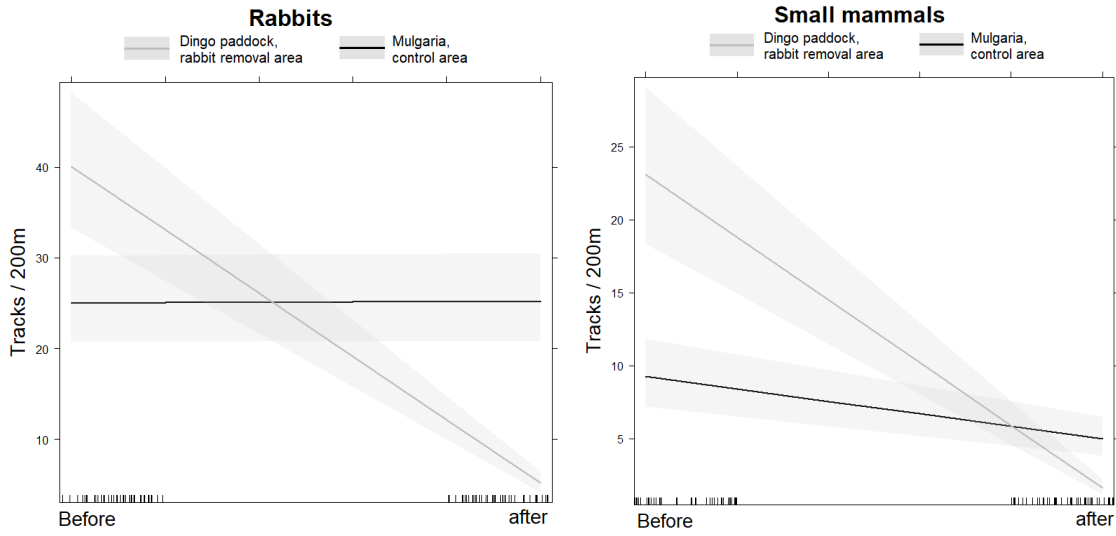 Rabbits
Dingo paddock,
rabbit removal area
Mulgaria,
control area
Tracks / 200m
40
30
20
10
Before
after
Small mammals
Dingo paddock,
rabbit removal area
Mulgaria,
control area
Tracks / 200m
25
20
15
10
5
Before
after